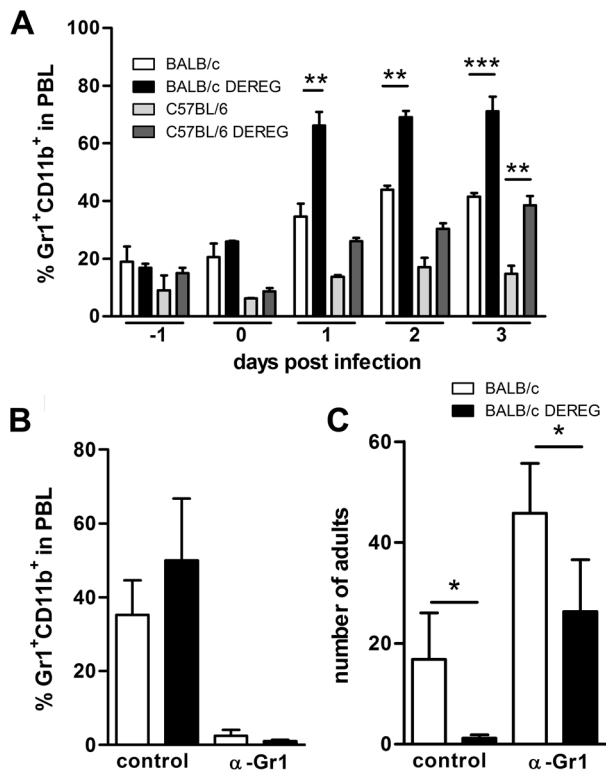 A
% Gr1⁺CD11b⁺ in PBL
100
80
60
40
20
0
BALB/c
BALB/c DEREG
C57BL/6
C57BL/6 DEREG
** ** *** **
-1 0 1 2 3
days post infection
B
% Gr1⁺CD11b⁺ in PBL
80
60
40
20
0
control α-Gr1
C
BALB/c
BALB/c DEREG
number of adults
60
40
20
0
* *
control α-Gr1